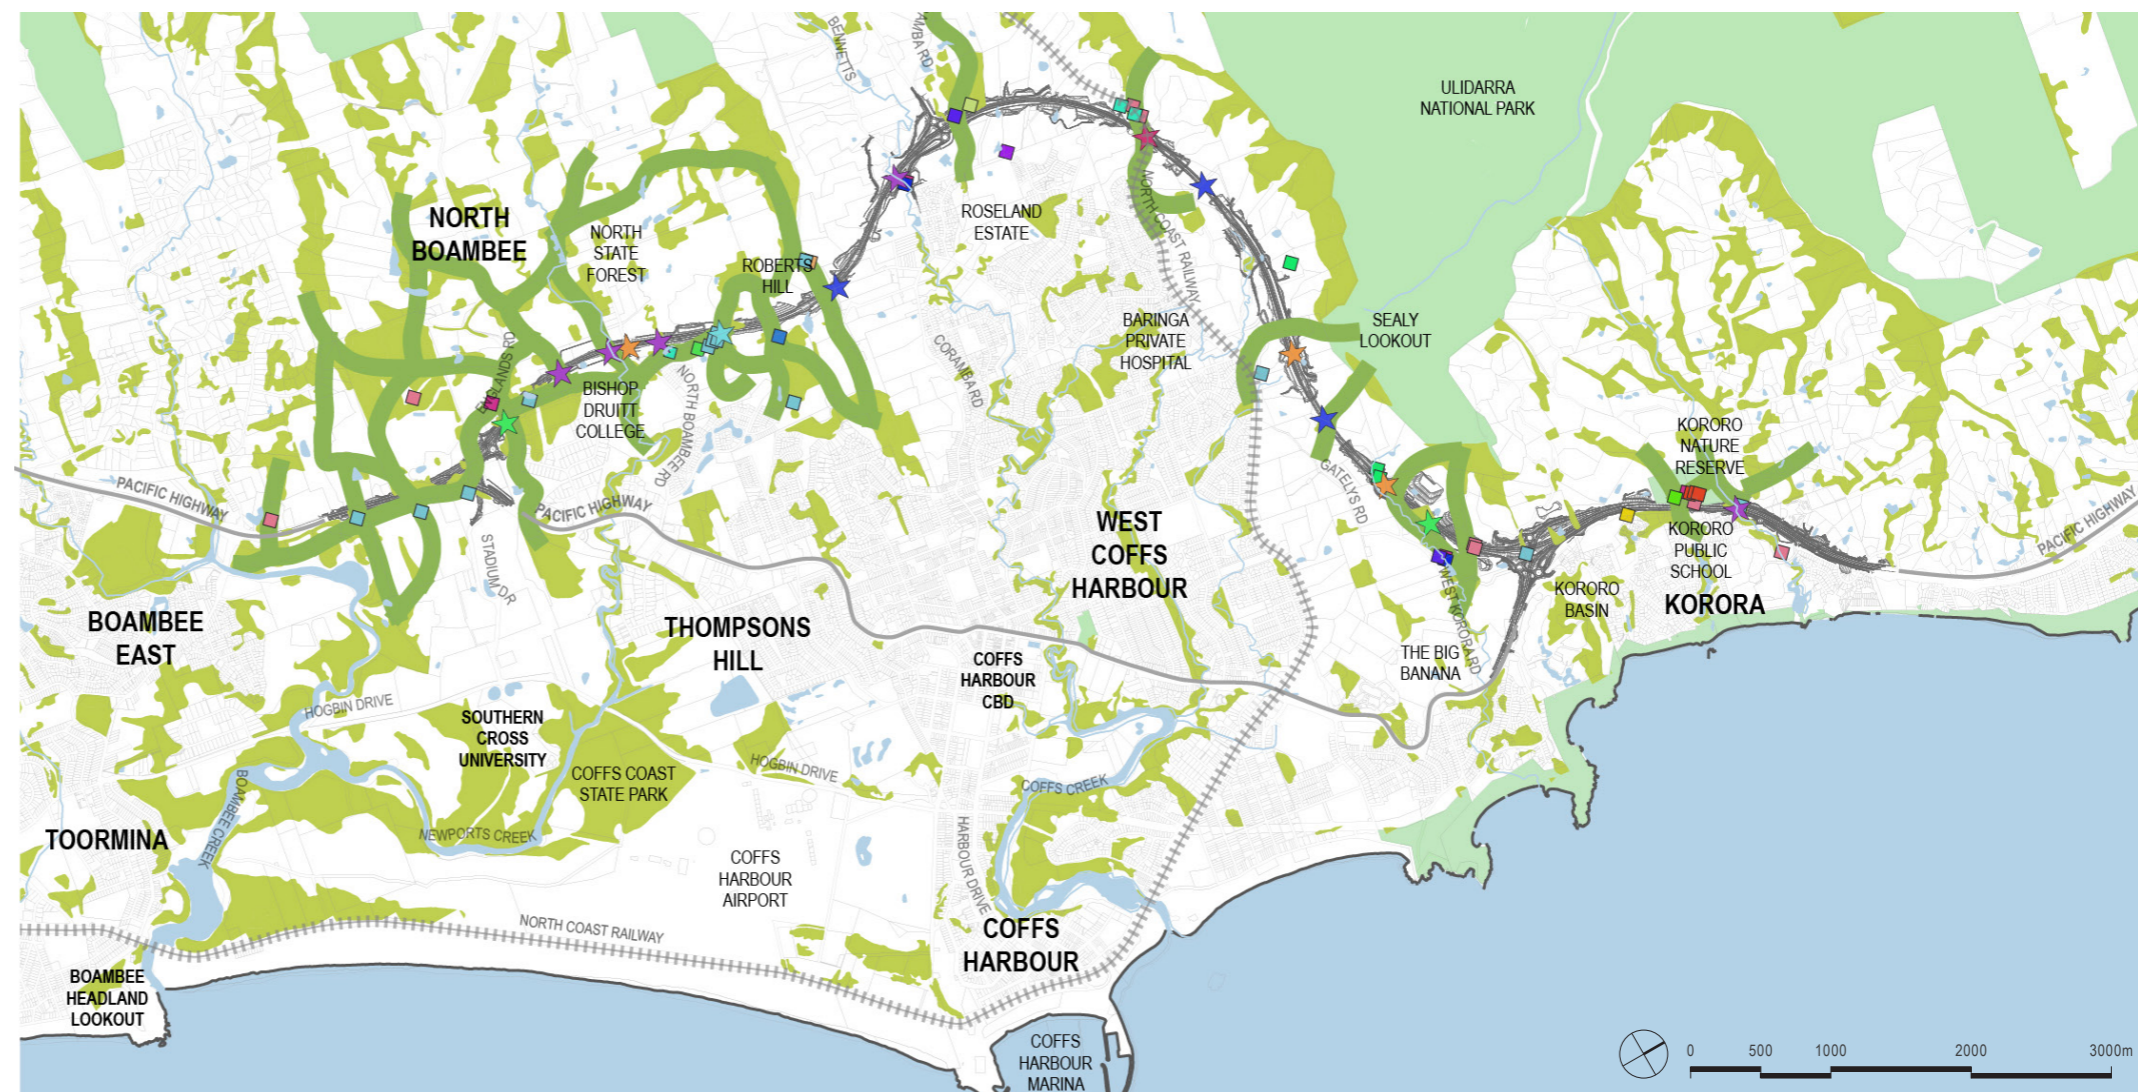 BENNETTS
AMBA RD
ULIDARRA
NATIONAL PARK
NORTH
BOAMBEE
NORTH
STATE
FOREST
ROBERTS
HILL
ROSELAND
ESTATE
NORTH COAST RAILWAY
BARINGA
PRIVATE
HOSPITAL
SEALY
LOOKOUT
ENGLANDS RD
BISHOP
DRUITT
COLLEGE
NORTH BOAMBEE RD
CORAMBA RD
PACIFIC HIGHWAY
PACIFIC HIGHWAY
STADIUM DR
WEST
COFFS
HARBOUR
GATELYS RD
WEST KORORA RD
KORORO
NATURE
RESERVE
KORORO
PUBLIC
SCHOOL
KORORO
BASIN
KORORA
PACIFIC HIGHWAY
BOAMBEE
EAST
THOMPSONS
HILL
COFFS
HARBOUR
CBD
THE BIG
BANANA
HOGBIN DRIVE
SOUTHERN
CROSS
UNIVERSITY
COFFS COAST
STATE PARK
HOGBIN DRIVE
COFFS CREEK
BOAMBEE CREEK
NEWPORTS CREEK
TOORMINA
COFFS
HARBOUR
AIRPORT
HARBOUR DRIVE
NORTH COAST RAILWAY
COFFS
HARBOUR
BOAMBEE
HEADLAND
LOOKOUT
COFFS
HARBOUR
MARINA
0 500 1000 2000 3000m